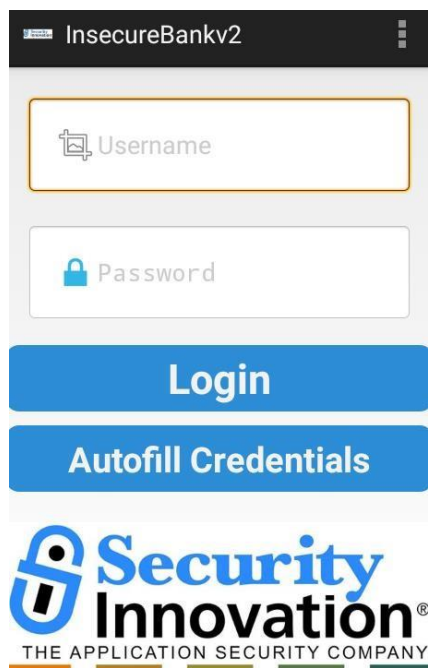 InsecureBankv2
Username
Password
Login
Autofill Credentials
Security
Innovation®
THE APPLICATION SECURITY COMPANY